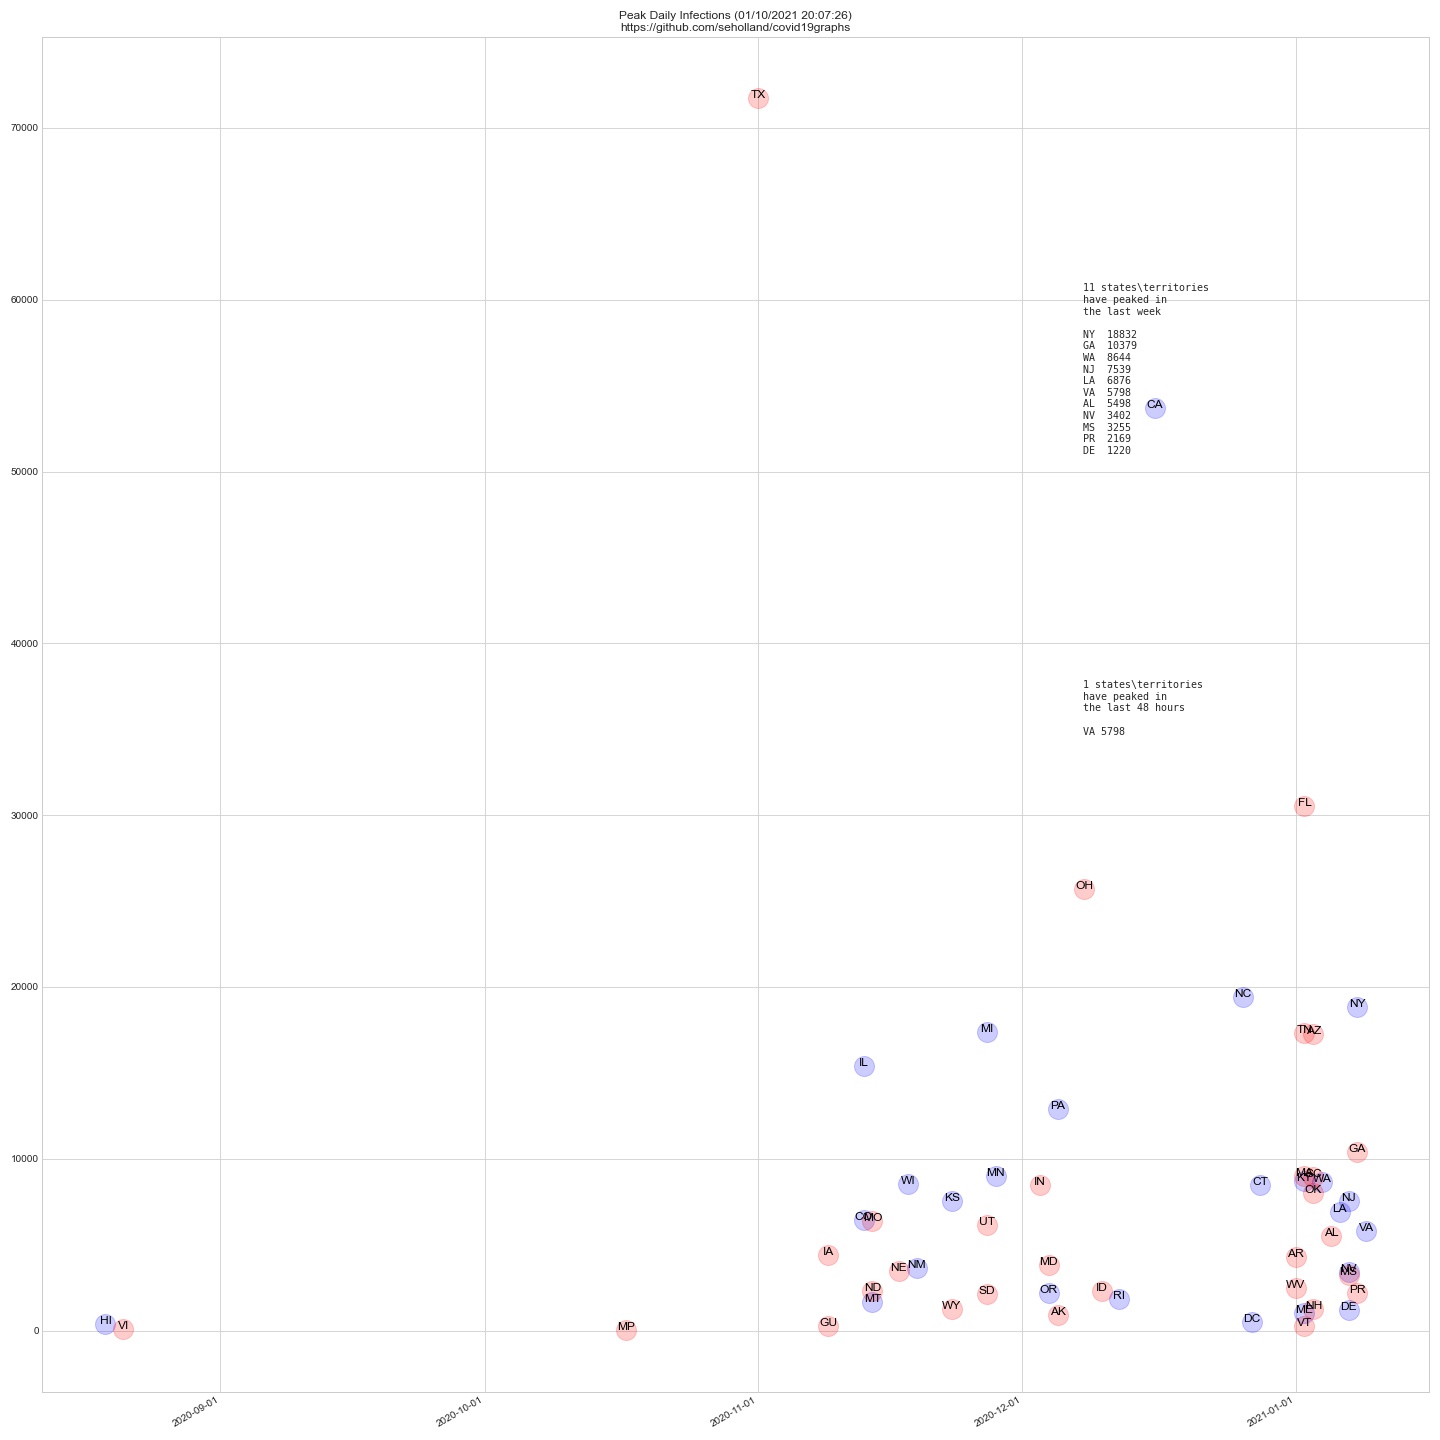 Peak Daily Infections (01/10/2021 20:07:26)
https://github.com/seholland/covid19graphs
TX
70000
60000
11 states\territories
have peaked in
the last week
NY 18832
GA 10379
WA 8644
NJ 7539
LA 6876
VA 5798
AL 5498
NV 3402
MS 3255
PR 2169
DE 1220
CA
50000
40000
1 states\territories
have peaked in
the last 48 hours
VA 5798
FL
30000
OH
20000
NC
NY
MI
TN
AZ
IL
PA
GA
10000
MN
MA
SC
KY
WA
WI
IN
CT
OK
KS
NJ
LA
CO
MO
UT
VA
AL
IA
AR
MD
NE
NM
NV
MS
ND
MT
SD
OR
ID
RI
WV
PR
WY
AK
ME
NH
DE
HI
VI
MP
GU
DC
VT
0
2020-09-01
2020-10-01
2020-11-01
2020-12-01
2021-01-01